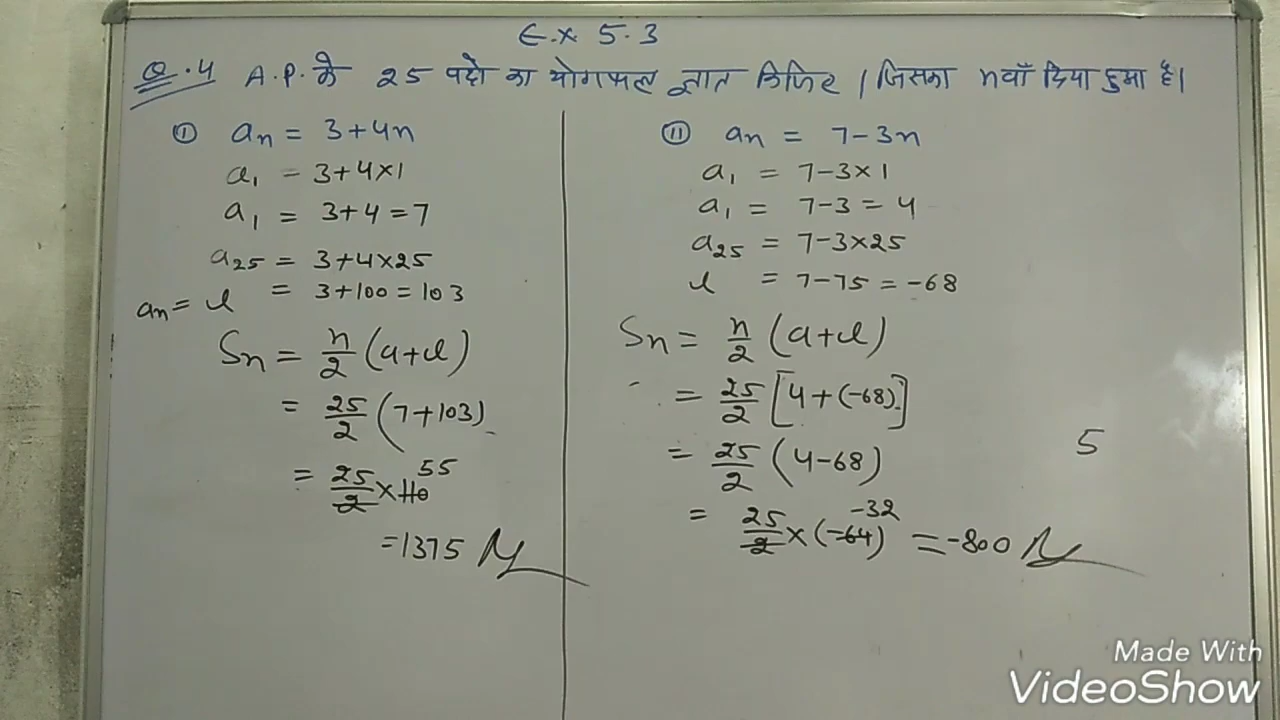 Ex 5.3
Q.4 A.P. के 25 पदो का योगफल ज्ञात किजिए । जिसका nवाँ दिया हुआ है।
(i) an = 3+4n
a1 - 3+4×1
a1 = 3+4=7
a25 = 3+4×25
an = l = 3+100=103
Sn = n/2 (a+l)
= 25/2 (7+103)
= 25/2 × 110 55
=1375
(ii) an = 7-3n
a1 = 7-3×1
a1 = 7-3=4
a25 = 7-3×25
l = 7-75 = -68
Sn = n/2 (a+l)
= 25/2 [4+(-68)]
= 25/2 (4-68)
= 25/2 × (-64) -32 = -800
5
Made With
VideoShow